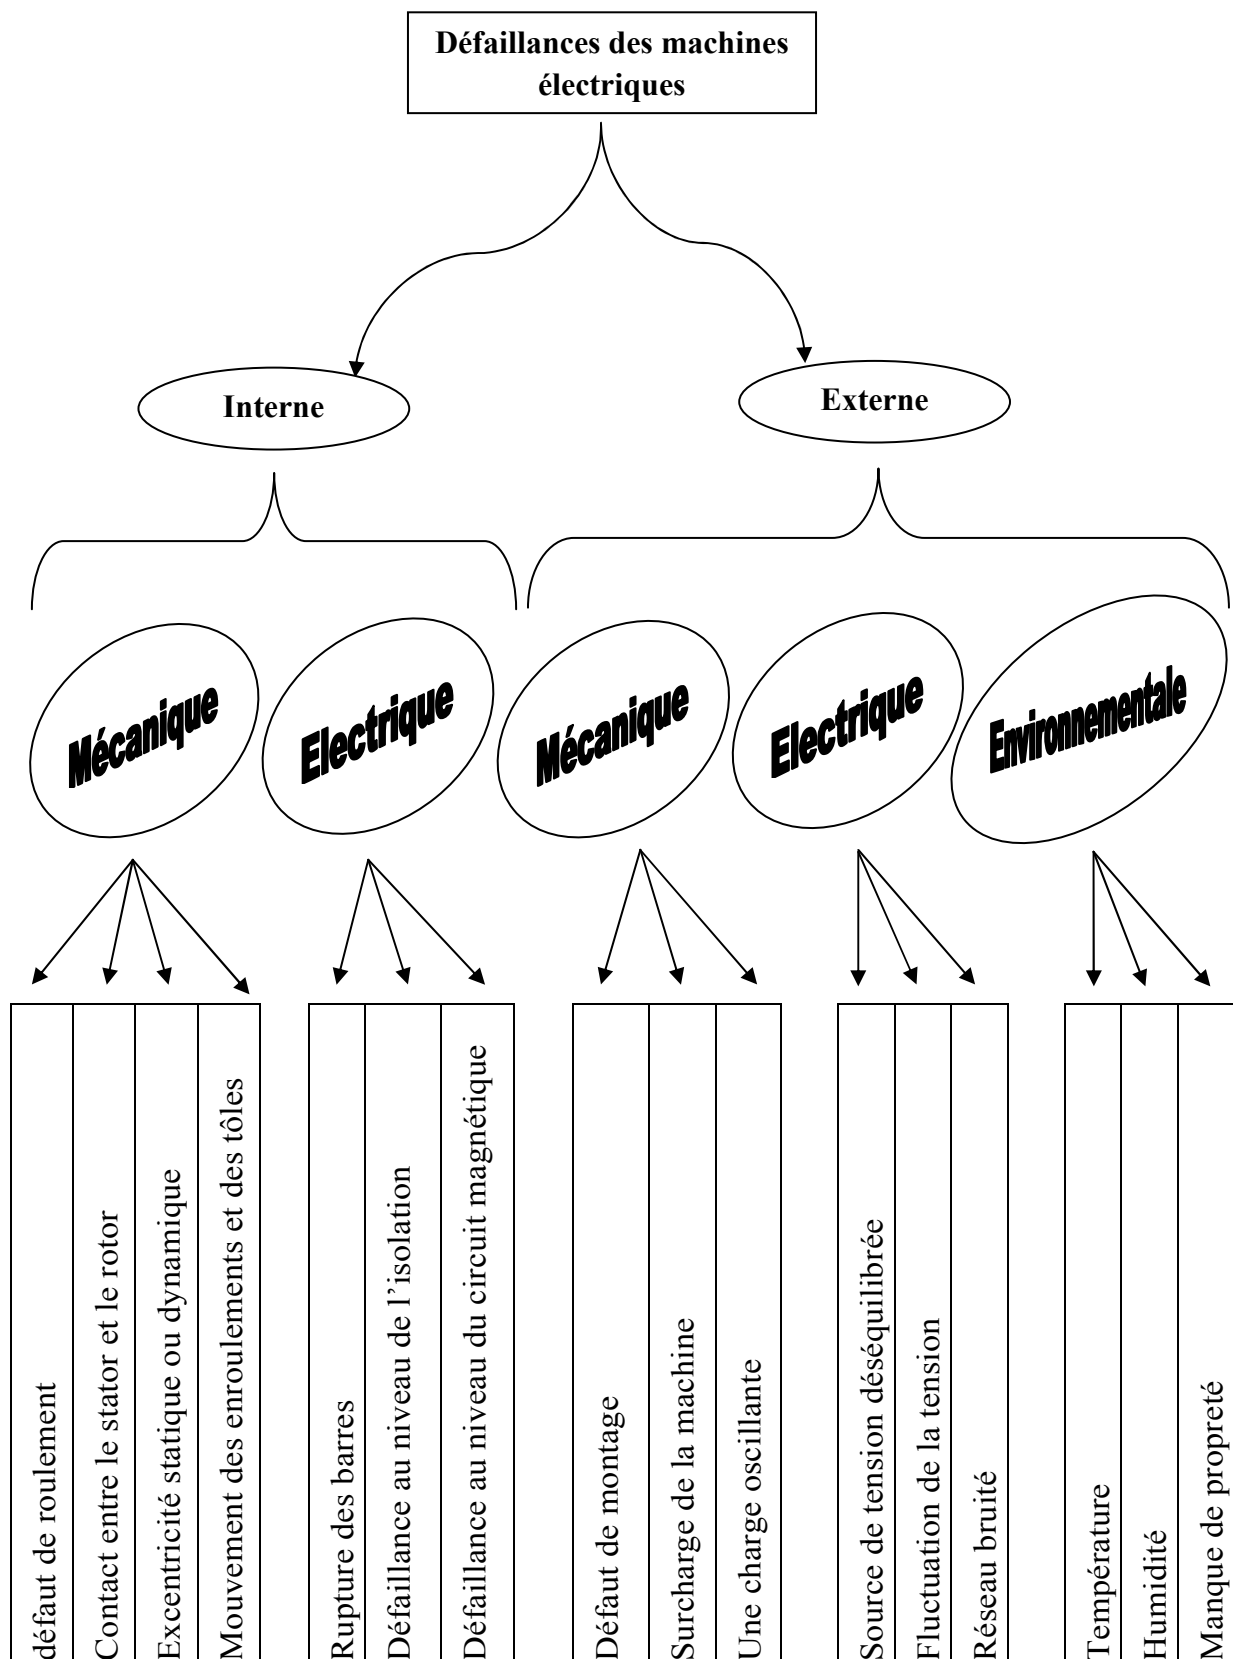 Défaillances des machines
électriques
Interne
Externe
Mécanique
Electrique
Mécanique
Electrique
Environnementale
défaut de roulement
Contact entre le stator et le rotor
Excentricité statique ou dynamique
Mouvement des enroulements et des tôles
Rupture des barres
Défaillance au niveau de l’isolation
Défaillance au niveau du circuit magnétique
Défaut de montage
Surcharge de la machine
Une charge oscillante
Source de tension déséquilibrée
Fluctuation de la tension
Réseau bruité
Température
Humidité
Manque de propreté